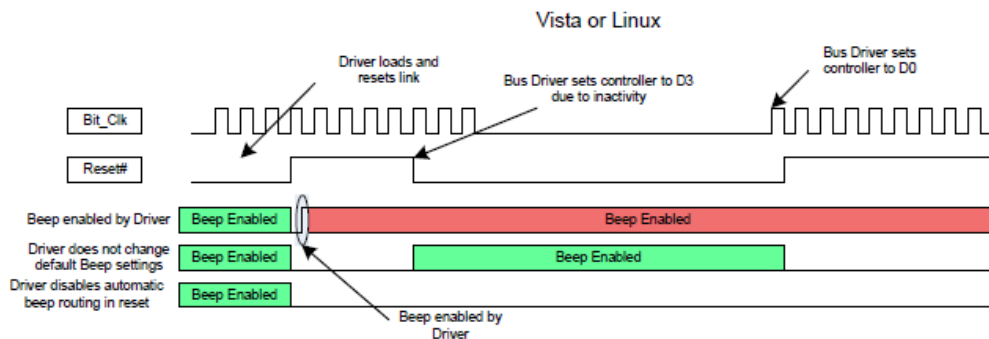 Vista or Linux
Driver loads and
resets link
Bus Driver sets controller to D3
due to inactivity
Bus Driver sets
controller to D0
Bit_Clk
Reset#
Beep enabled by Driver
Beep Enabled
Beep Enabled
Driver does not change
default Beep settings
Beep Enabled
Beep Enabled
Driver disables automatic
beep routing in reset
Beep Enabled
Beep enabled by
Driver